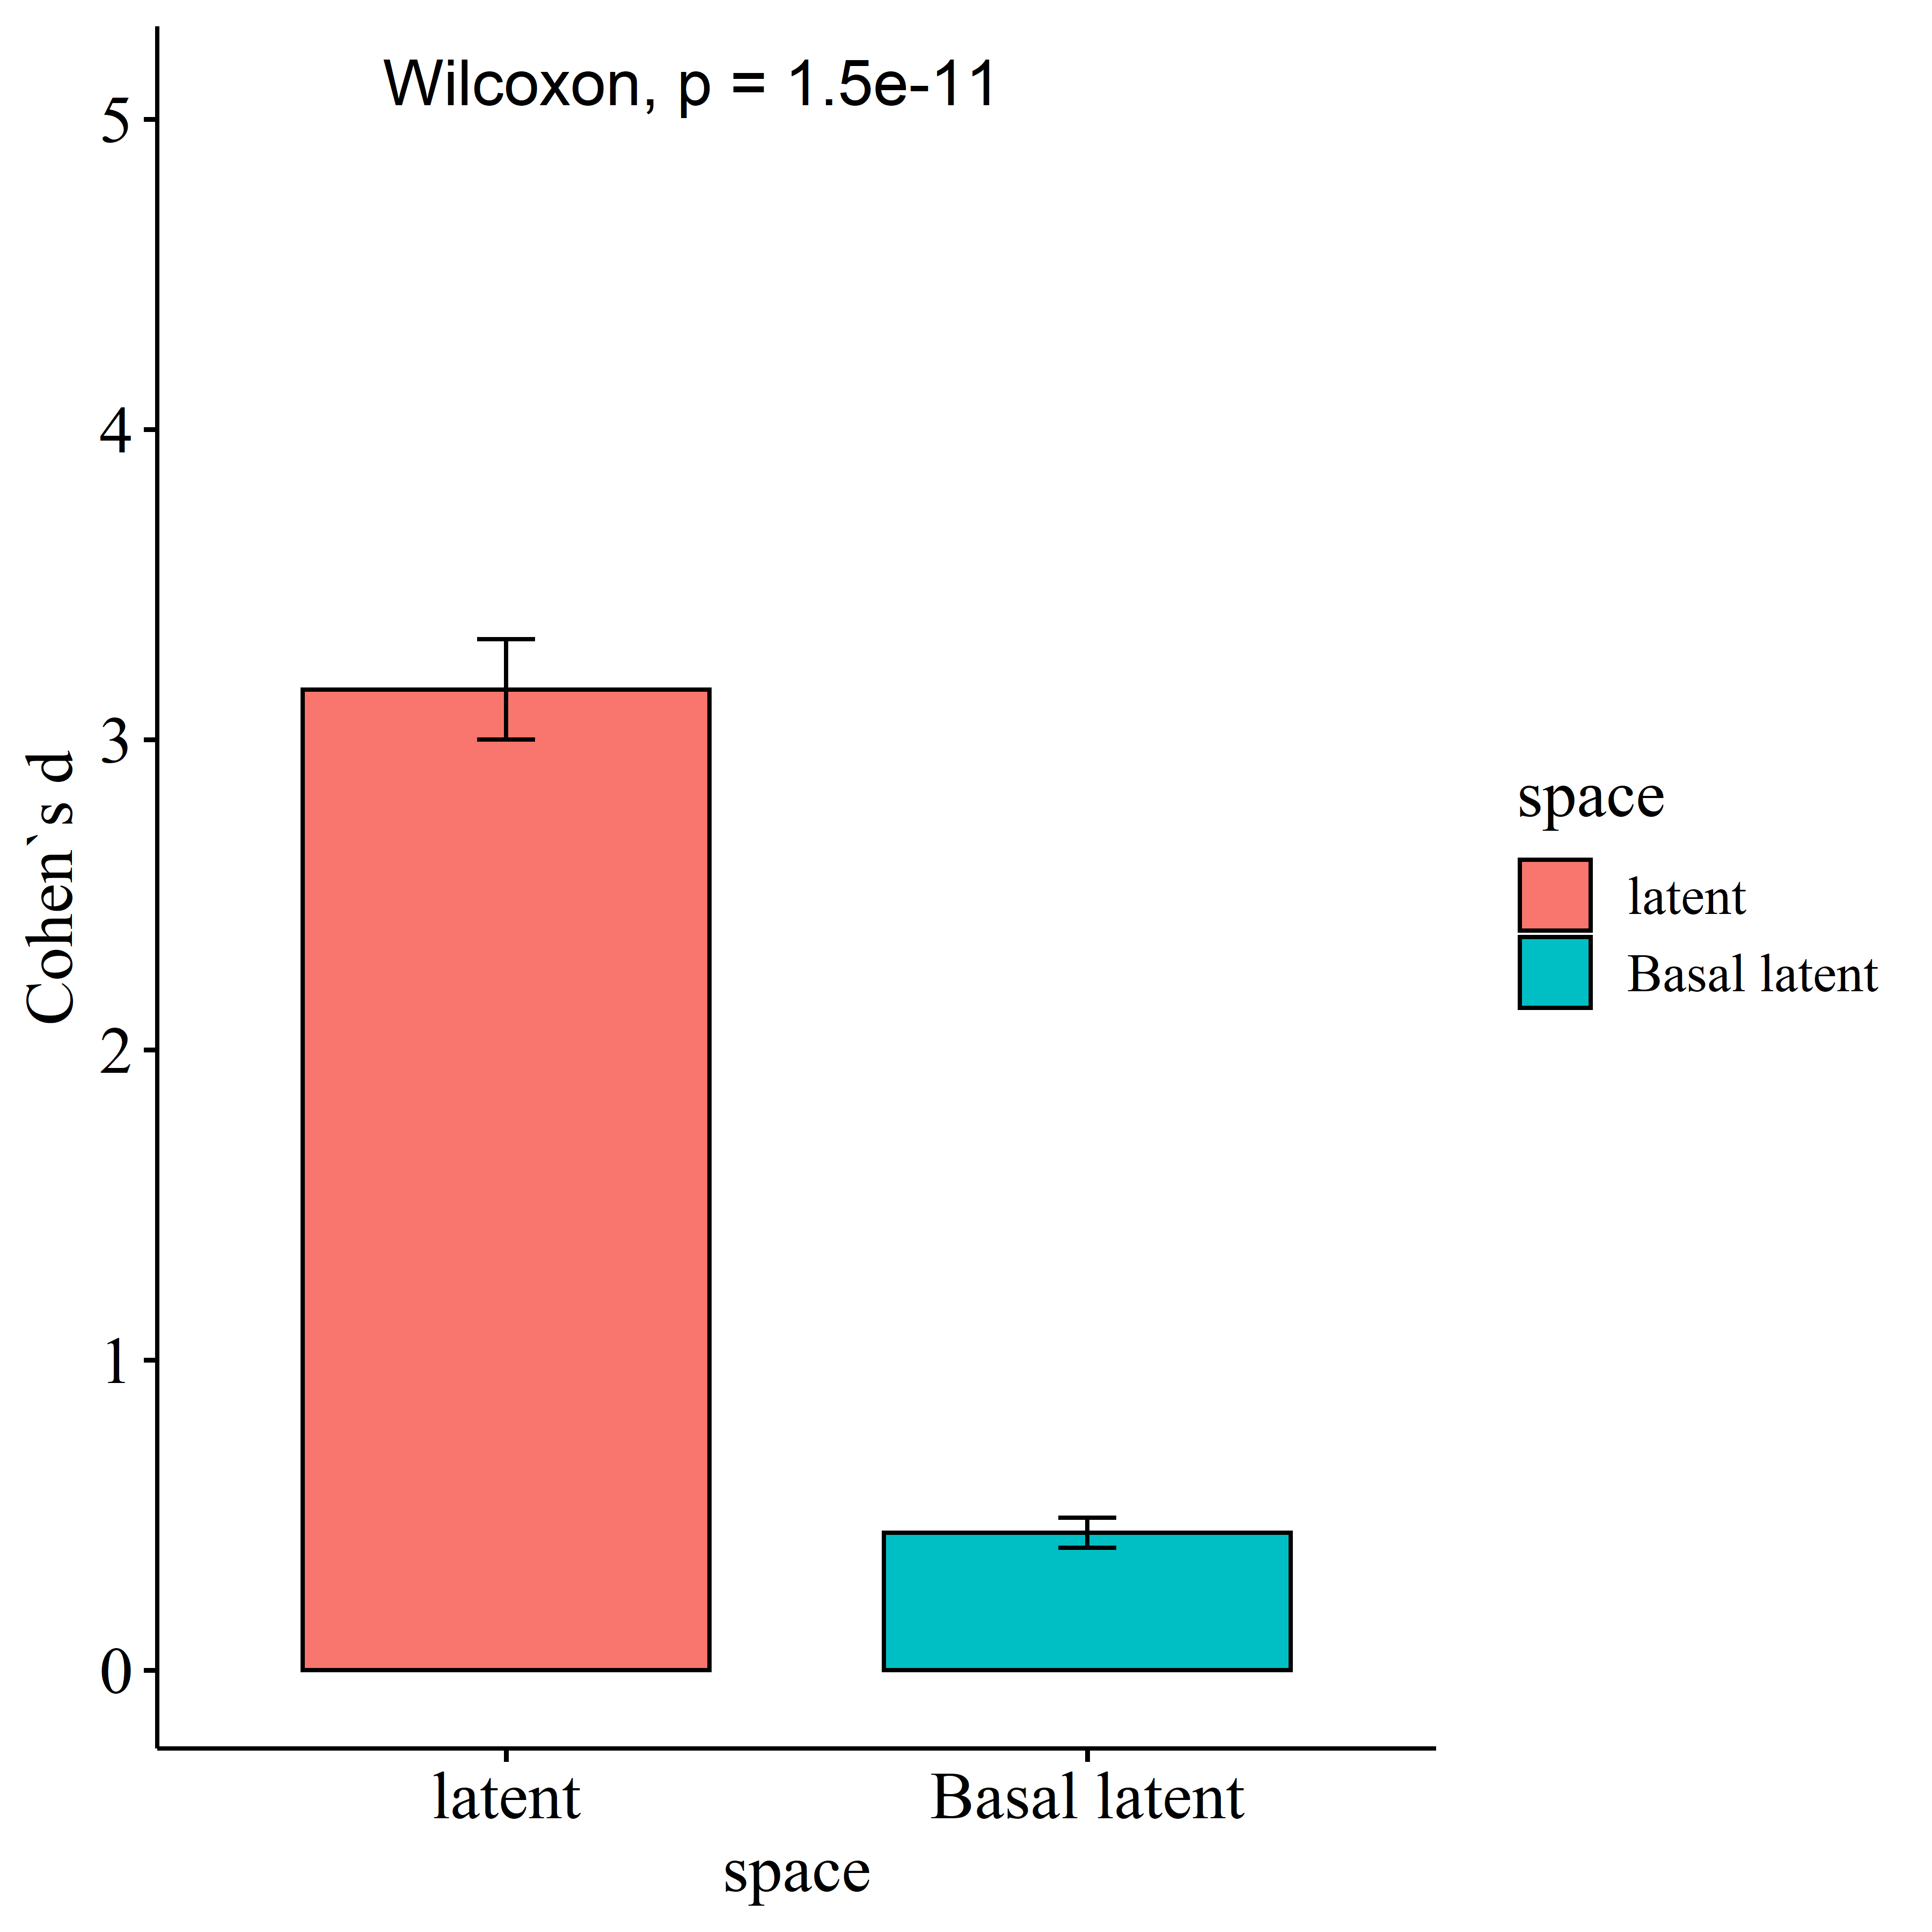 Wilcoxon, p = 1.5e-11
5
4
3
2
1
0
Cohen`s d
latent
Basal latent
space
space
latent
Basal latent